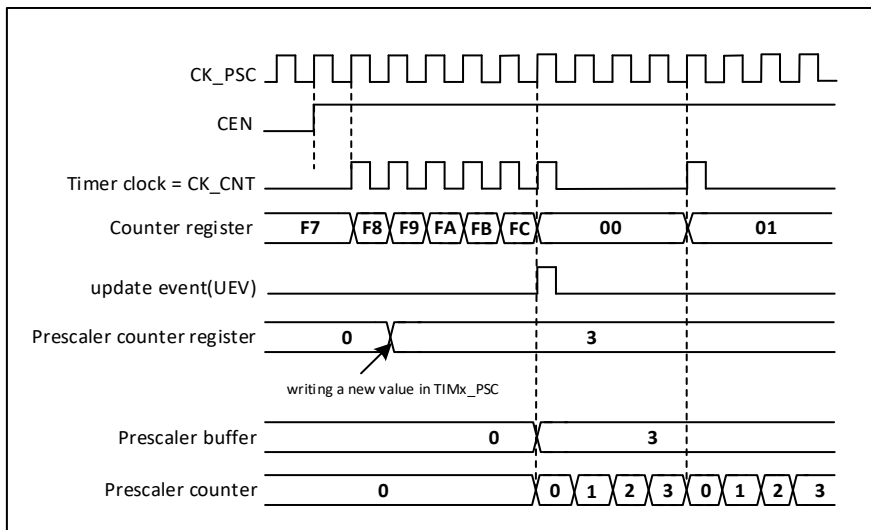 CK_PSC
CEN
Timer clock = CK_CNT
Counter register F7 F8 F9 FA FB FC 00 01
update event(UEV)
Prescaler counter register 0 3
writing a new value in TIMx_PSC
Prescaler buffer 0 3
Prescaler counter 0 0 1 2 3 0 1 2 3